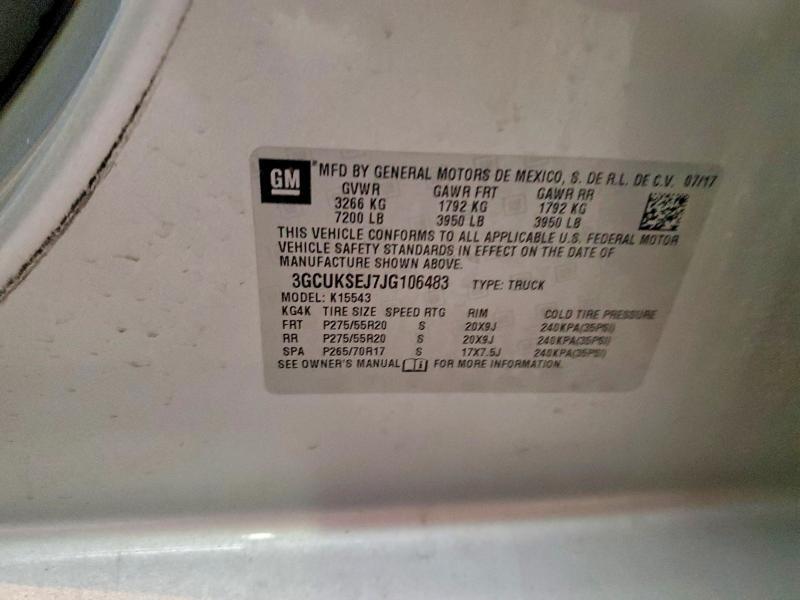 GM *MFD BY GENERAL MOTORS DE MEXICO, S. DE R.L. DE C.V. 07/17
GVWR GAWR FRT GAWR RR
3266 KG 1792 KG 1792 KG
7200 LB 3950 LB 3950 LB
THIS VEHICLE CONFORMS TO ALL APPLICABLE U.S. FEDERAL MOTOR
VEHICLE SAFETY STANDARDS IN EFFECT ON THE DATE OF
MANUFACTURE SHOWN ABOVE.
3GCUKSEJ7JG106483 TYPE: TRUCK
MODEL: K15543
KG4K TIRE SIZE SPEED RTG RIM COLD TIRE PRESSURE
FRT P275/55R20 S 20X9J 240KPA(35PSI)
RR P275/55R20 S 20X9J 240KPA(35PSI)
SPA P265/70R17 S 17X7.5J 240KPA(35PSI)
SEE OWNER'S MANUAL FOR MORE INFORMATION.